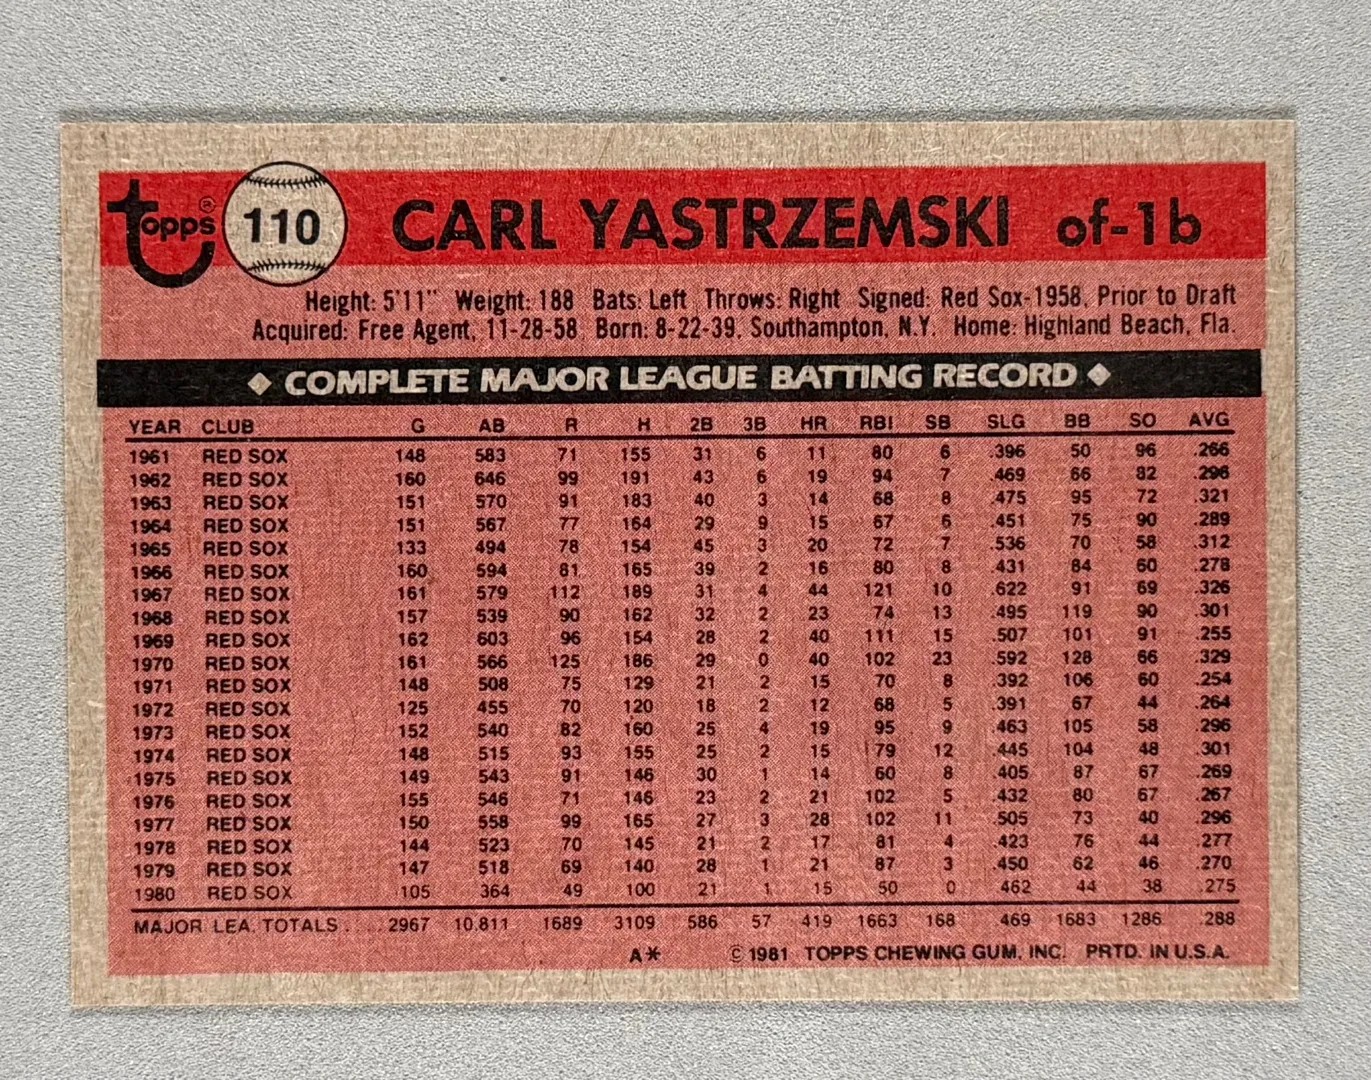 topps® 110 CARL YASTRZEMSKI of-1b
Height: 5'11" Weight: 188 Bats: Left Throws: Right Signed: Red Sox-1958, Prior to Draft
Acquired: Free Agent, 11-28-58 Born: 8-22-39, Southampton, N.Y. Home: Highland Beach, Fla.
◆ COMPLETE MAJOR LEAGUE BATTING RECORD ◆
YEAR CLUB G AB R H 2B 3B HR RBI SB SLG BB SO AVG
1961 RED SOX 148 583 71 155 31 6 11 80 6 .396 50 96 .266
1962 RED SOX 160 646 99 191 43 6 19 94 7 .469 66 82 .296
1963 RED SOX 151 570 91 183 40 3 14 68 8 .475 95 72 .321
1964 RED SOX 151 567 77 164 29 9 15 67 6 .451 75 90 .289
1965 RED SOX 133 494 78 154 45 3 20 72 7 .536 70 58 .312
1966 RED SOX 160 594 81 165 39 2 16 80 8 .431 84 60 .278
1967 RED SOX 161 579 112 189 31 4 44 121 10 .622 91 69 .326
1968 RED SOX 157 539 90 162 32 2 23 74 13 .495 119 90 .301
1969 RED SOX 162 603 96 154 28 2 40 111 15 .507 101 91 .255
1970 RED SOX 161 566 125 186 29 0 40 102 23 .592 128 66 .329
1971 RED SOX 148 508 75 129 21 2 15 70 8 .392 106 60 .254
1972 RED SOX 125 455 70 120 18 2 12 68 5 .391 67 44 .264
1973 RED SOX 152 540 82 160 25 4 19 95 9 .463 105 58 .296
1974 RED SOX 148 515 93 155 25 2 15 79 12 .445 104 48 .301
1975 RED SOX 149 543 91 146 30 1 14 60 8 .405 87 67 .269
1976 RED SOX 155 546 71 146 23 2 21 102 5 .432 80 67 .267
1977 RED SOX 150 558 99 165 27 3 28 102 11 .505 73 40 .296
1978 RED SOX 144 523 70 145 21 2 17 81 4 .423 76 44 .277
1979 RED SOX 147 518 69 140 28 1 21 87 3 .450 62 46 .270
1980 RED SOX 105 364 49 100 21 1 15 50 0 .462 44 38 .275
MAJOR LEA. TOTALS . . . 2967 10,811 1689 3109 586 57 419 1663 168 .469 1683 1286 .288
A* © 1981 TOPPS CHEWING GUM, INC. PRTD. IN U.S.A.